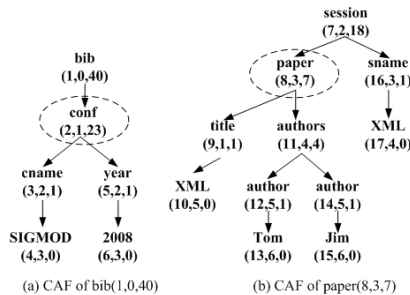 session
(7,2,18)
bib
(1,0,40)
paper
(8,3,7)
sname
(16,3,1)
conf
(2,1,23)
title
(9,1,1)
authors
(11,4,4)
XML
(17,4,0)
cname
(3,2,1)
year
(5,2,1)
XML
(10,5,0)
author
(12,5,1)
author
(14,5,1)
SIGMOD
(4,3,0)
2008
(6,3,0)
Tom
(13,6,0)
Jim
(15,6,0)
(a) CAF of bib(1,0,40)
(b) CAF of paper(8,3,7)